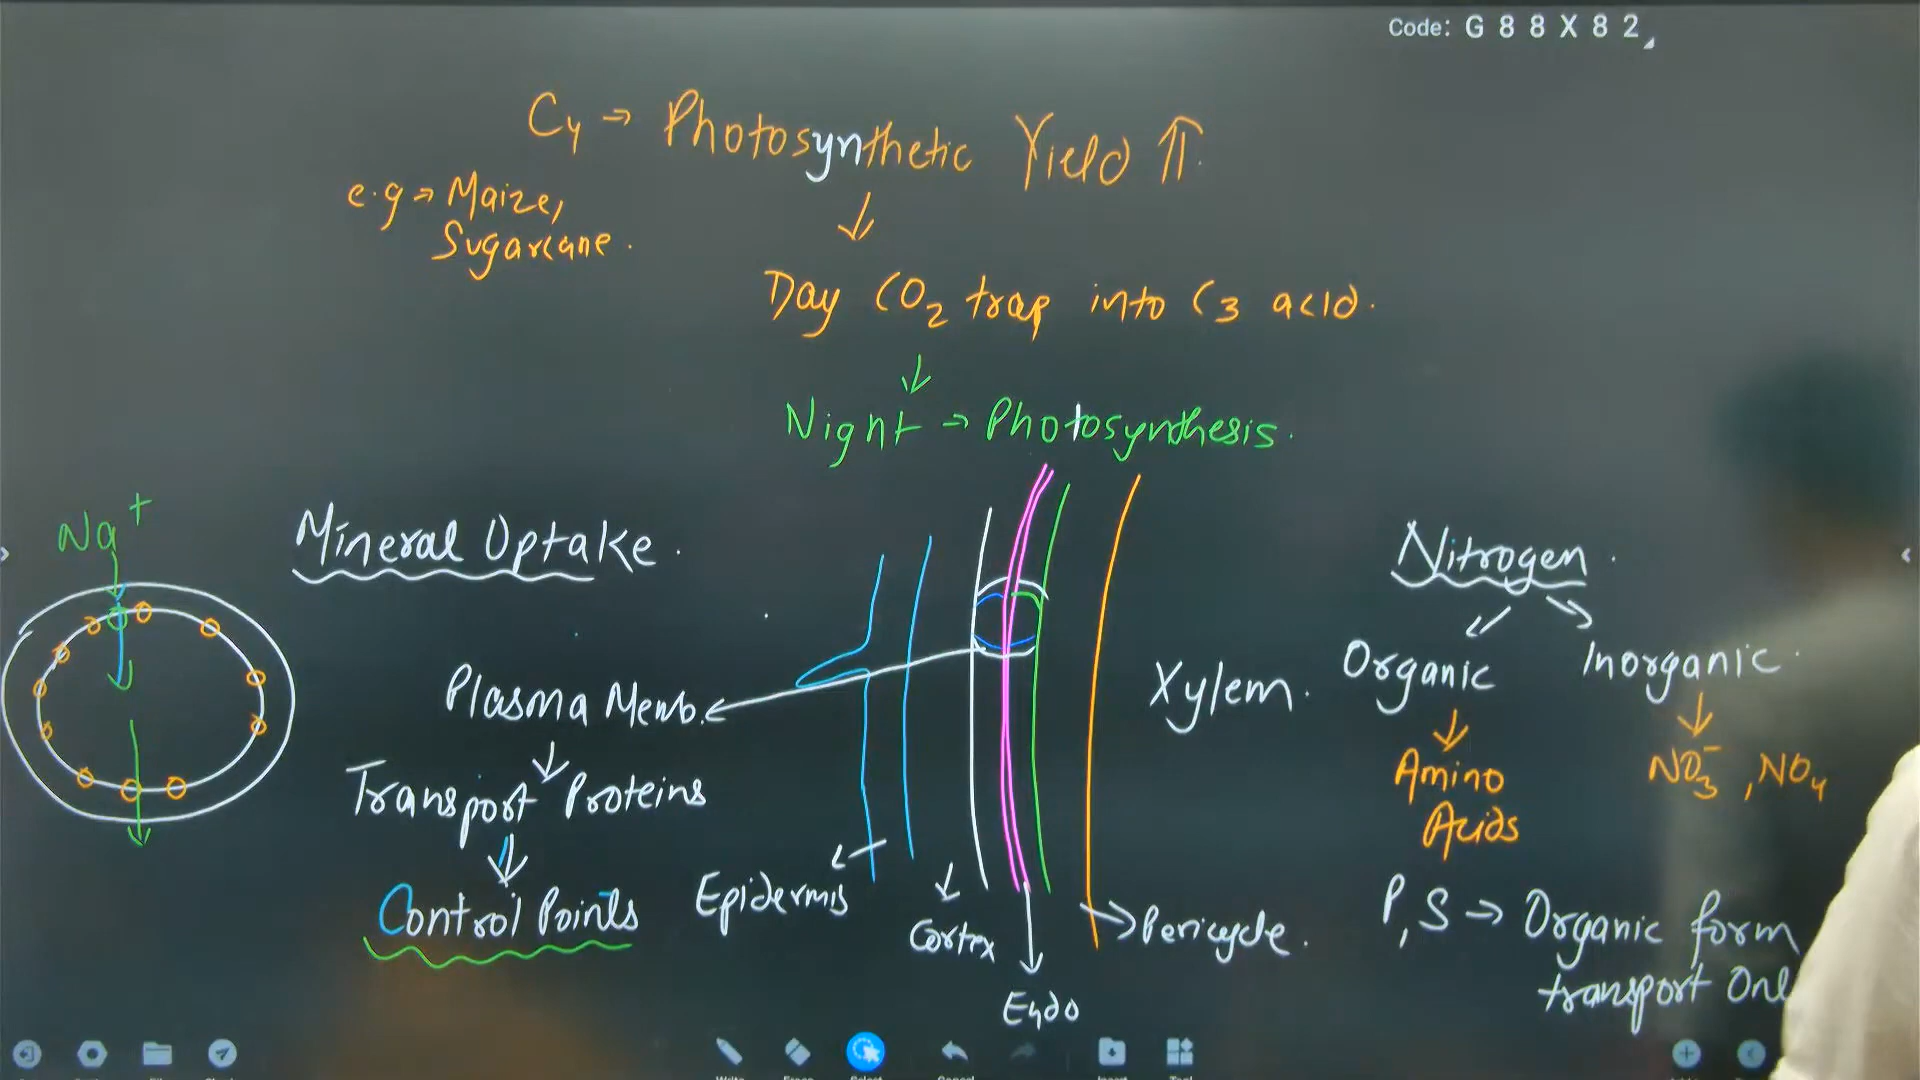 Code: G 8 8 X 8 2
C4 → Photosynthetic Yield ⇑.
e.g → Maize,
Sugarcane.
↓
Day CO2 trap into C3 acid.
↓
Night → Photosynthesis.
Na+
Mineral Uptake.
Plasma Memb.
↓
Transport Proteins
↓
Control Points
Epidermis
Cortex
Endo
Pericycle.
Xylem.
Nitrogen.
Organic
Inorganic.
↓
Amino
Acids
↓
NO3-, NO4
P, S → Organic form
transport